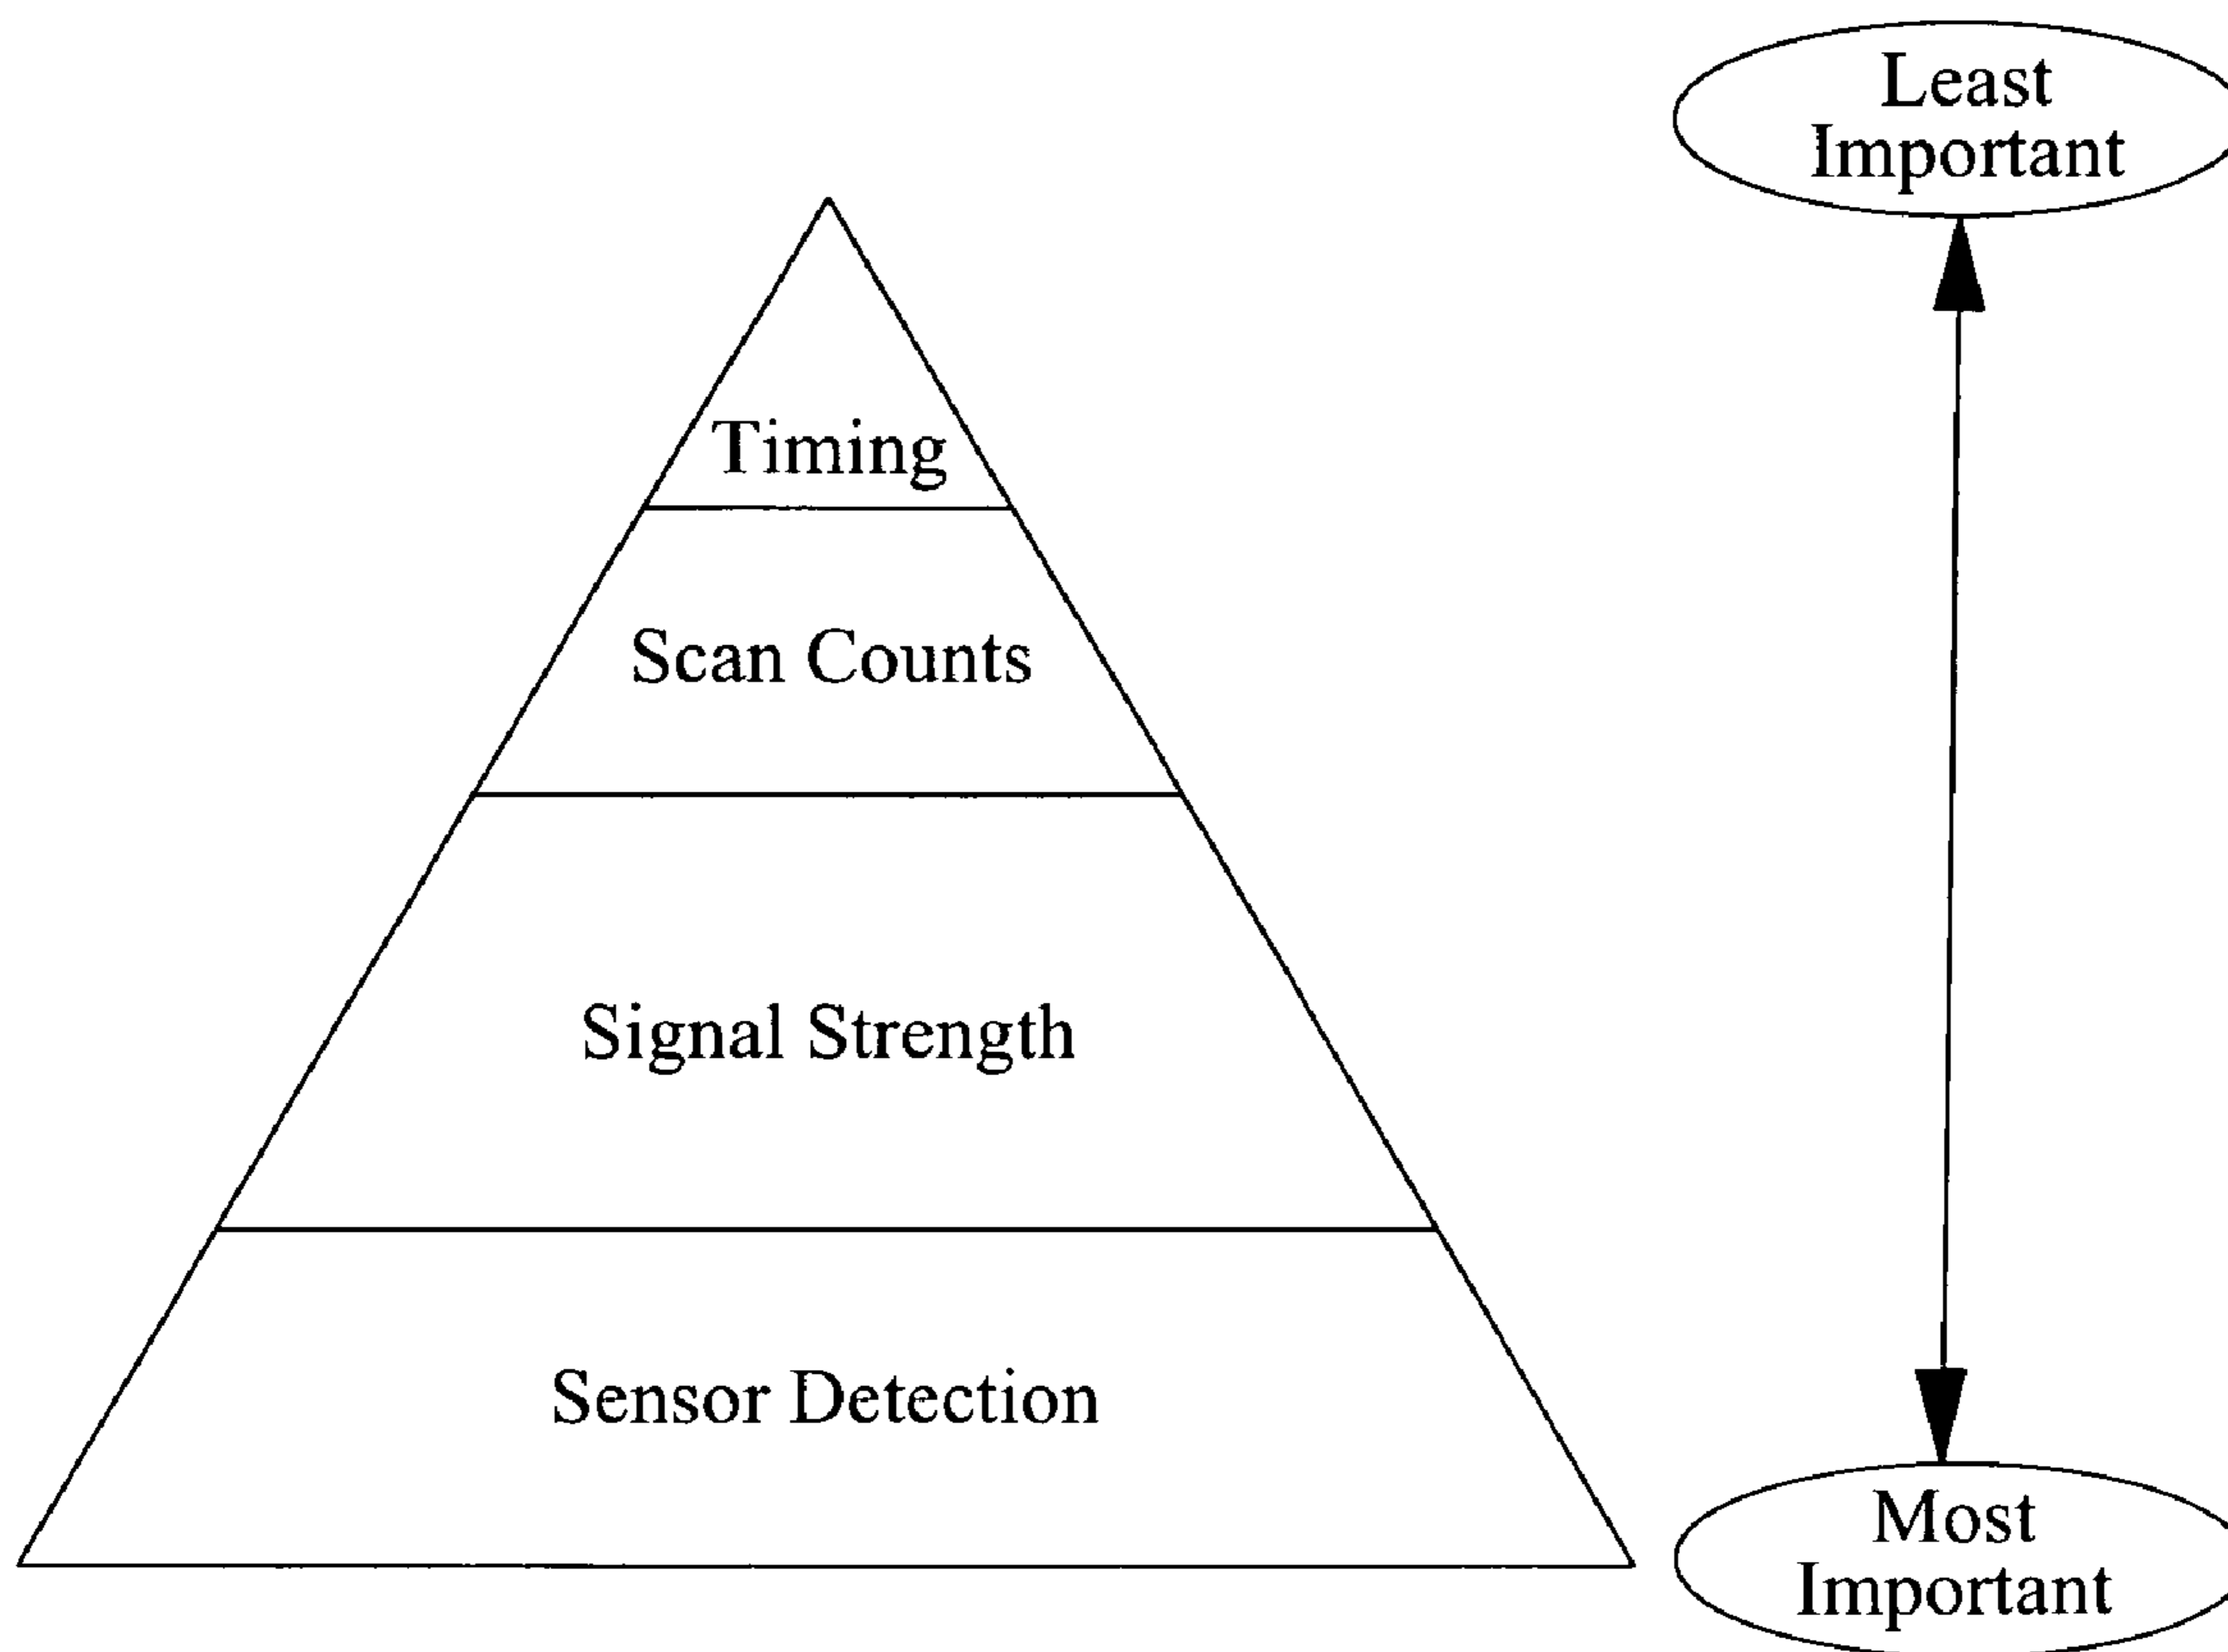 Least
Important
Timing
Scan Counts
Signal Strength
Sensor Detection
Most
Important